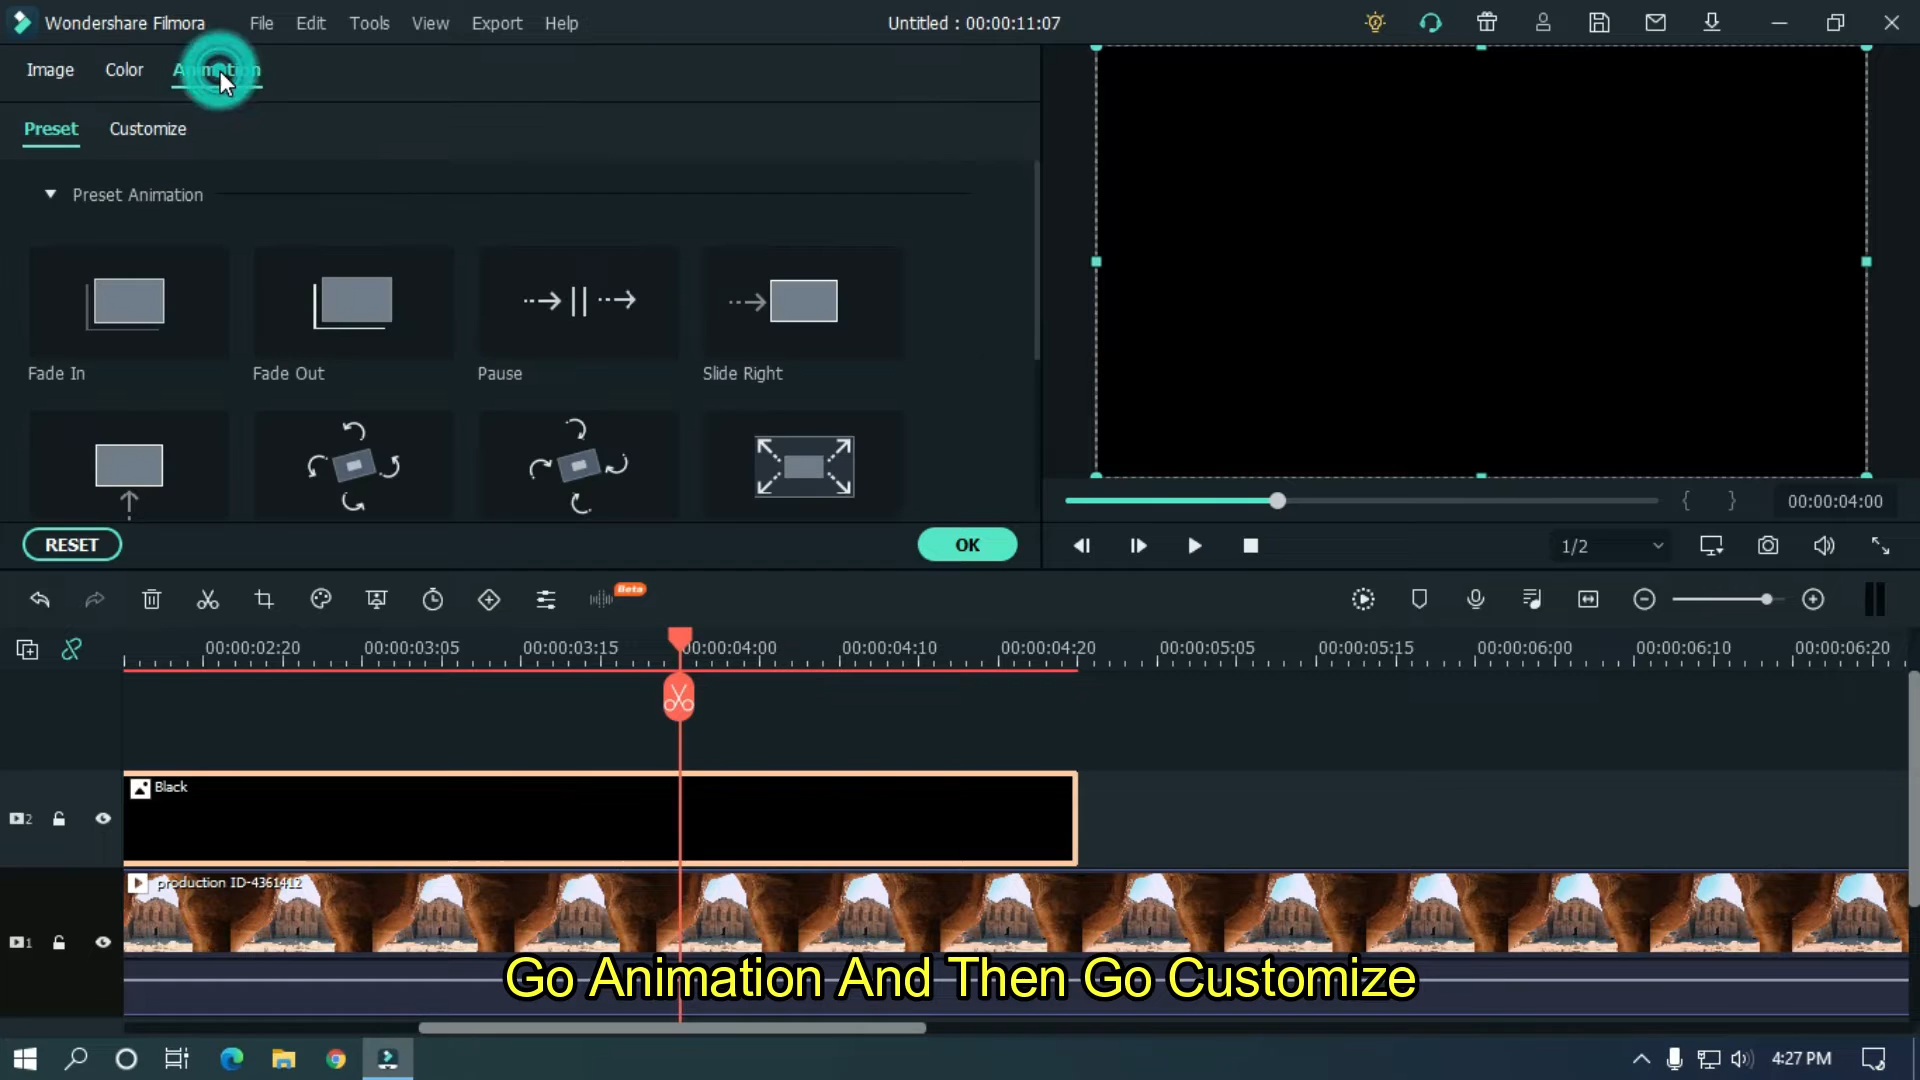 Wondershare Filmora File Edit Tools View Export Help Untitled : 00:00:11:07
Image Color Animation
Preset Customize
Preset Animation
Fade In Fade Out Pause Slide Right
RESET OK
00:00:04:00
1/2
Beta
00:00:02:20 00:00:03:05 00:00:03:15 00:00:04:00 00:00:04:10 00:00:04:20 00:00:05:05 00:00:05:15 00:00:06:00 00:00:06:10 00:00:06:20
Black
2
production ID-4361412
1
Go Animation And Then Go Customize
4:27 PM